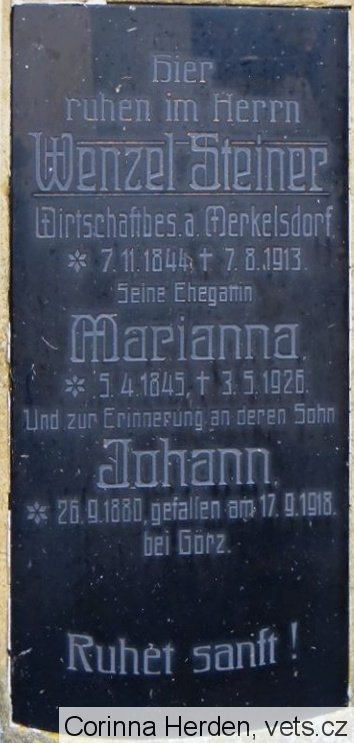 Hier
ruhen im Herrn
Wenzel Steiner
Wirtschaftbes. a. Merkelsdorf
* 7.11.1844 † 7.8.1913.
Seine Ehegattin
Marianna,
* 5.4.1845, † 3.5.1926.
Und zur Erinnerung an deren Sohn
Johann,
* 26.9.1880, gefallen am 17.9.1918.
bei Görz.
Ruhet sanft!
Corinna Herden, vets.cz